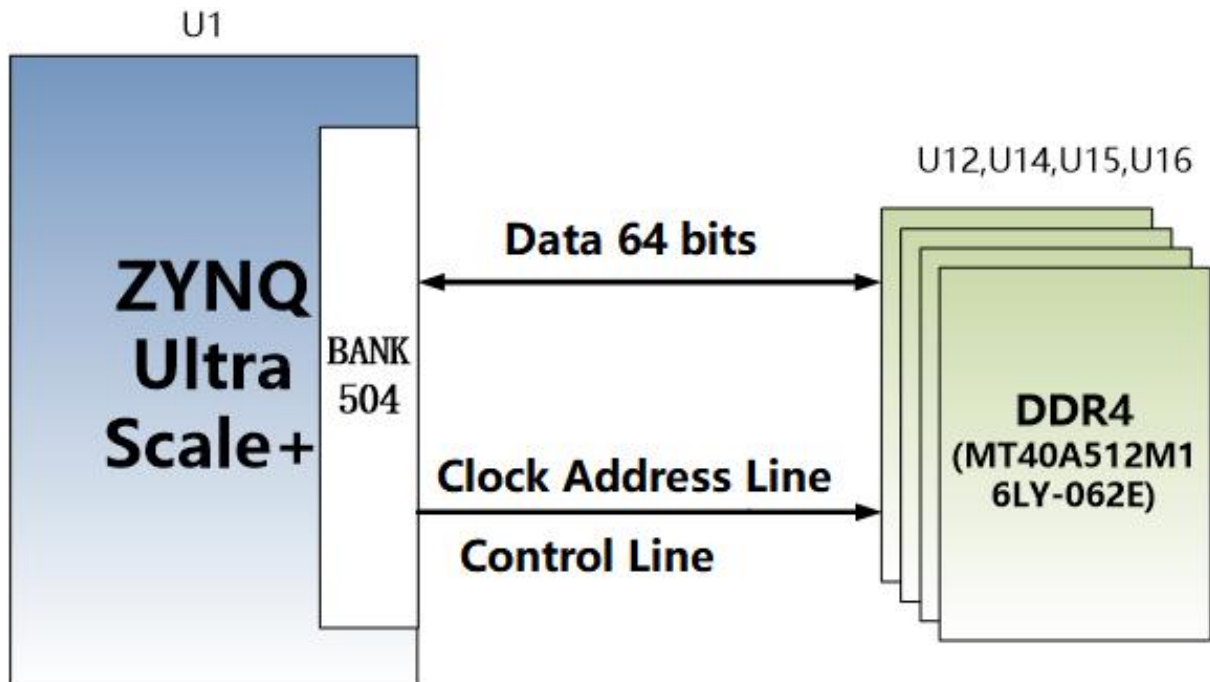 U1
ZYNQ
Ultra
Scale+
BANK
504
Data 64 bits
Clock Address Line
Control Line
U12,U14,U15,U16
DDR4
(MT40A512M1
6LY-062E)